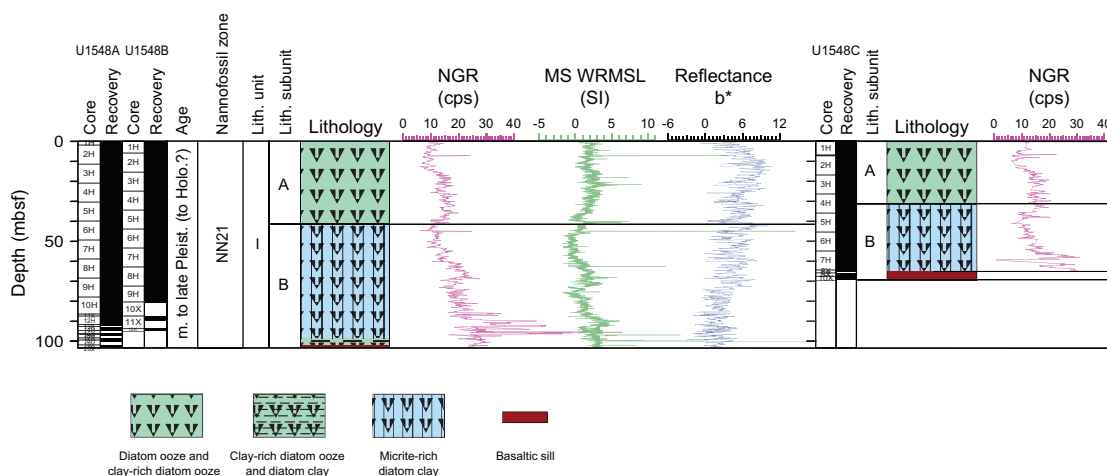 U1548A U1548B
Core
Recovery
Core
Recovery
Age
Nannofossil zone
Lith. unit
Lith. subunit
Lithology
NGR
(cps)
0 10 20 30 40
MS WRMSL
(SI)
-5 0 5 10
Reflectance
b*
-6 0 6 12
U1548C
Core
Recovery
Lith. subunit
Lithology
NGR
(cps)
0 10 20 30 40
Depth (mbsf)
0
50
100
2H
3H
4H
5H
6H
7H
8H
9H
10H
12H
1H
2H
3H
4H
5H
6H
7H
8H
9H
10X
11X
m. to late Pleist. (to Holo.?)
NN21
I
A
B
1H
2H
3H
4H
5H
6H
7H
A
B
Diatom ooze and
clay-rich diatom ooze
Clay-rich diatom ooze
and diatom clay
Micrite-rich
diatom clay
Basaltic sill